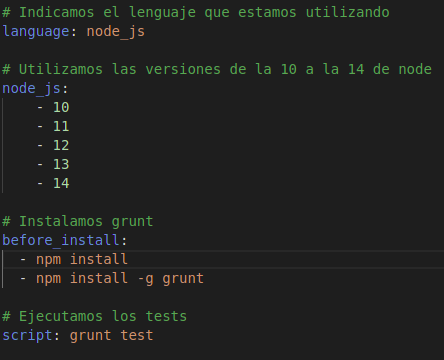 # Indicamos el lenguaje que estamos utilizando
language: node_js
# Utilizamos las versiones de la 10 a la 14 de node
node_js:
    - 10
    - 11
    - 12
    - 13
    - 14
# Instalamos grunt
before_install:
  - npm install
  - npm install -g grunt
# Ejecutamos los tests
script: grunt test